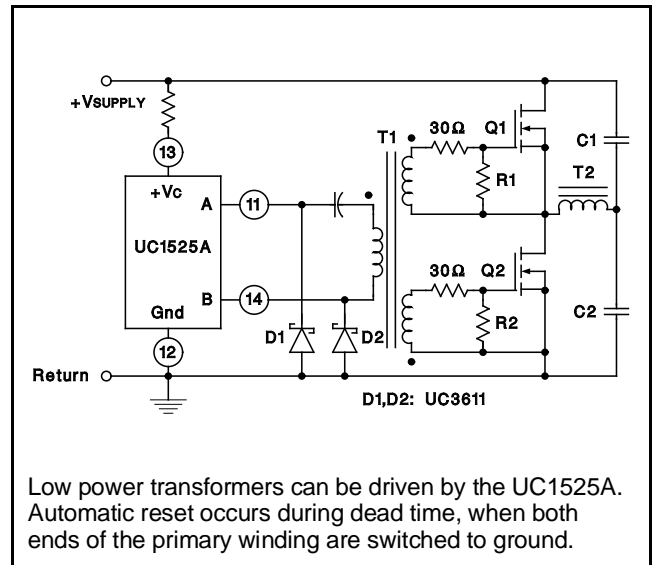 +VSUPPLY
13
+Vc
A
11
UC1525A
B
14
Gnd
12
Return
D1
D2
T1
30Ω
Q1
R1
C1
T2
30Ω
Q2
R2
C2
D1,D2: UC3611
Low power transformers can be driven by the UC1525A.
Automatic reset occurs during dead time, when both
ends of the primary winding are switched to ground.